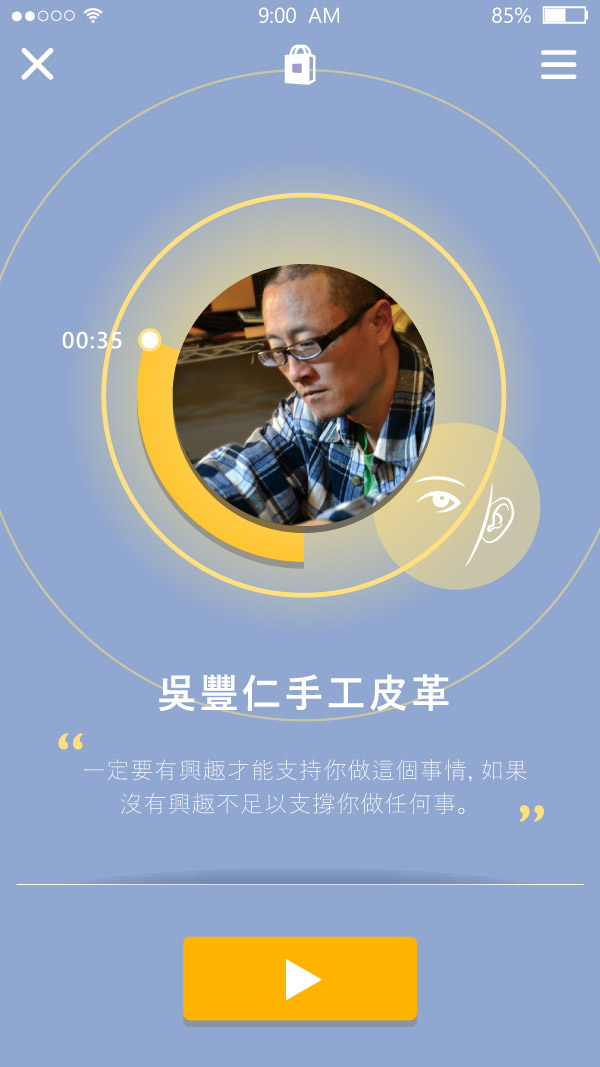 9:00 AM
85%
00:35
吳豐仁手工皮革
“一定要有興趣才能支持你做這個事情, 如果
沒有興趣不足以支撐你做任何事。”